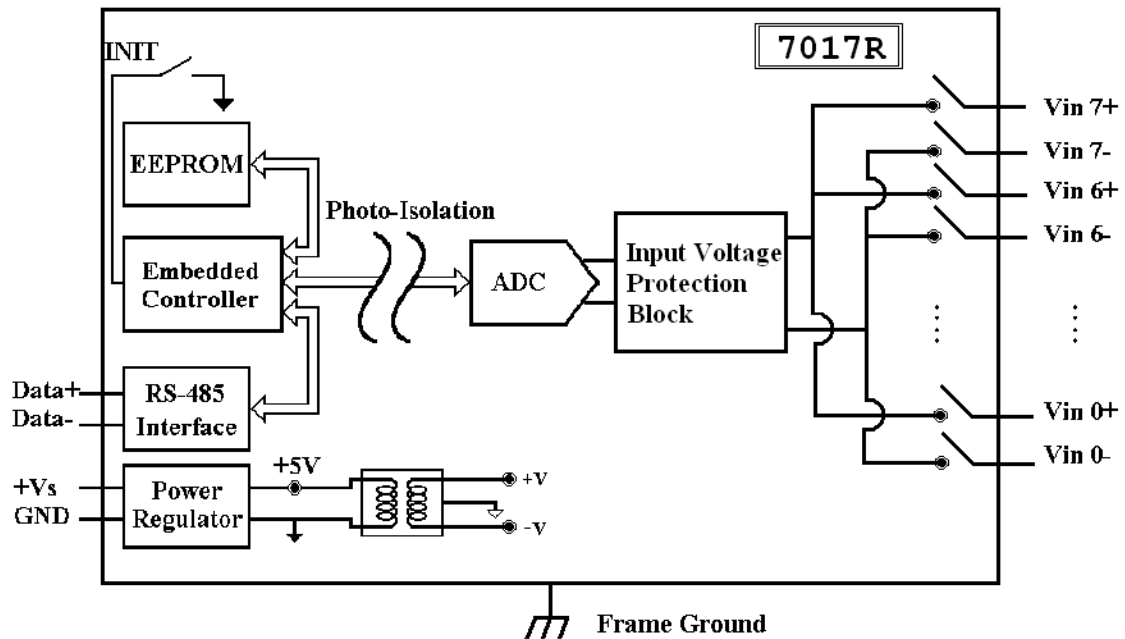 7017R
INIT
EEPROM
Photo-Isolation
Embedded
Controller
ADC
Input Voltage
Protection
Block
Vin 7+
Vin 7-
Vin 6+
Vin 6-
Data+
Data-
RS-485
Interface
Vin 0+
Vin 0-
+Vs
GND
Power
Regulator
+5V
+V
-V
Frame Ground